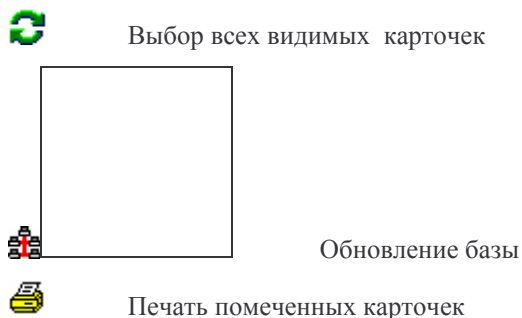 Выбор всех видимых карточек
Обновление базы
Печать помеченных карточек